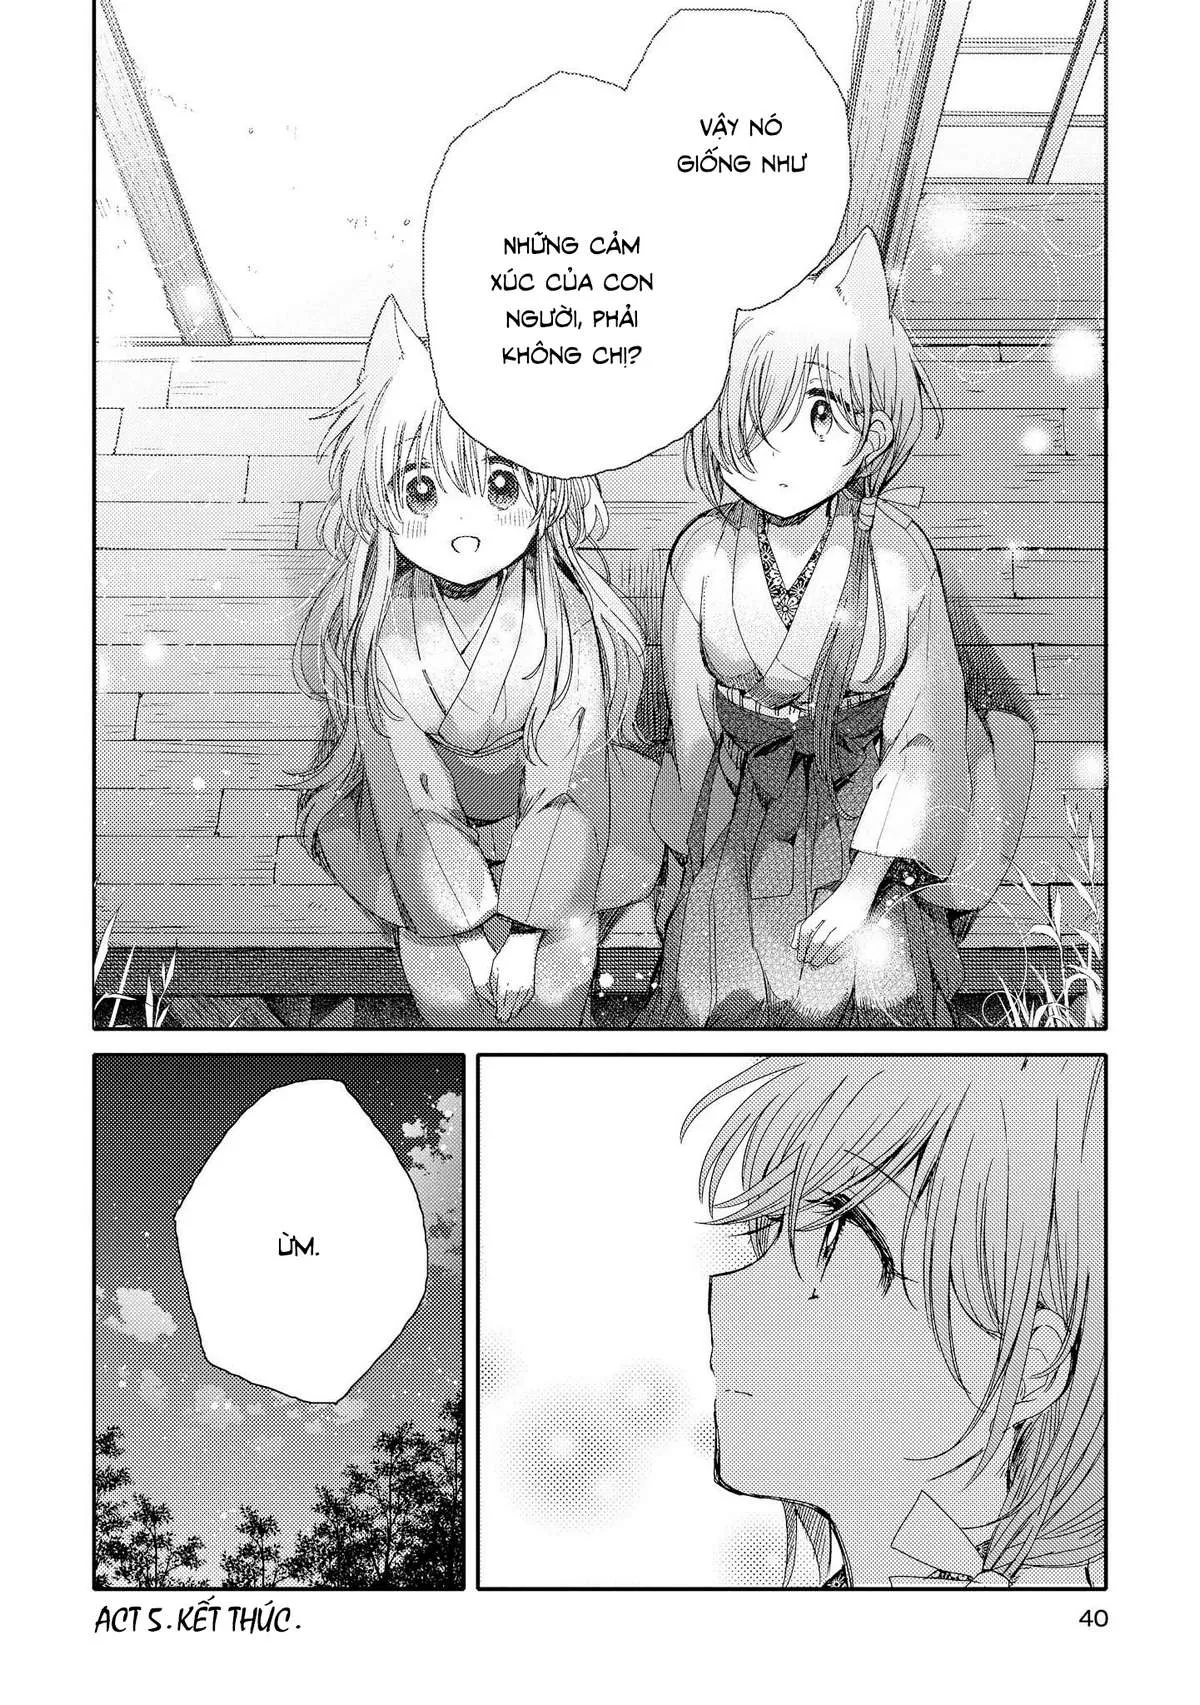 VẬY NÓ
GIỐNG NHƯ
NHỮNG CẢM
XÚC CỦA CON
NGƯỜI, PHẢI
KHÔNG CHỊ?
ỪM.
ACT 5. KẾT THÚC.
40